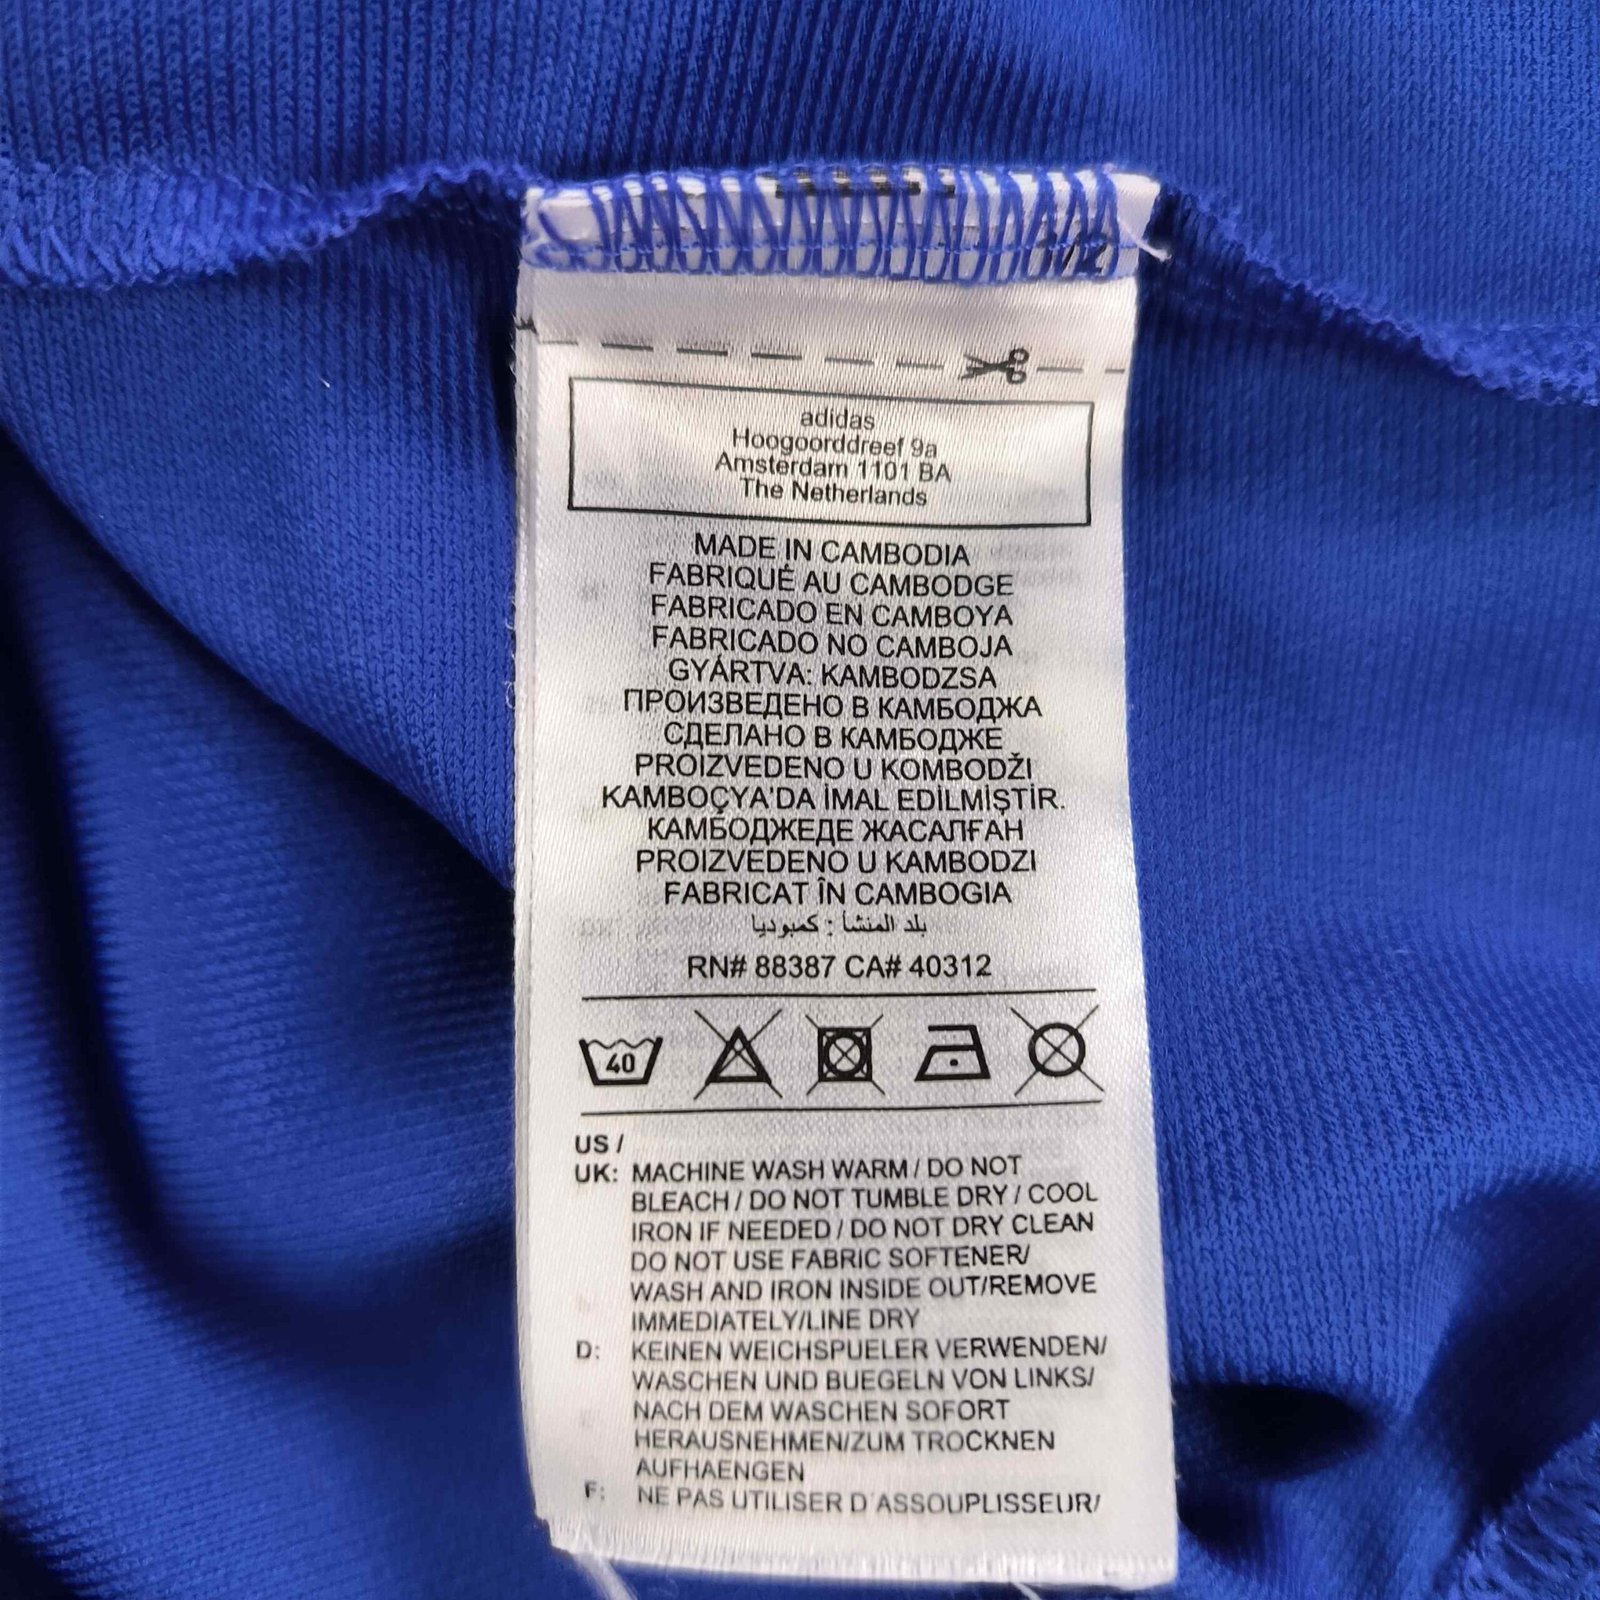 adidas
Hoogoorddreef 9a
Amsterdam 1101 BA
The Netherlands
MADE IN CAMBODIA
FABRIQUÉ AU CAMBODGE
FABRICADO EN CAMBOYA
FABRICADO NO CAMBOJA
GYÁRTVA: KAMBODZSA
ПРОИЗВЕДЕНО В КАМБОДЖА
СДЕЛАНО В КАМБОДЖЕ
PROIZVEDENO U KOMBODŽI
KAMBOÇYA'DA İMAL EDİLMİŞTİR.
КАМБОДЖЕДЕ ЖАСАЛҒАН
PROIZVEDENO U KAMBODZI
FABRICAT ÎN CAMBOGIA
بلد المنشأ : كمبوديا
RN# 88387 CA# 40312
40
US /
UK: MACHINE WASH WARM / DO NOT
BLEACH / DO NOT TUMBLE DRY / COOL
IRON IF NEEDED / DO NOT DRY CLEAN
DO NOT USE FABRIC SOFTENER/
WASH AND IRON INSIDE OUT/REMOVE
IMMEDIATELY/LINE DRY
D: KEINEN WEICHSPUELER VERWENDEN/
WASCHEN UND BUEGELN VON LINKS/
NACH DEM WASCHEN SOFORT
HERAUSNEHMEN/ZUM TROCKNEN
AUFHAENGEN
F: NE PAS UTILISER D'ASSOUPLISSEUR/